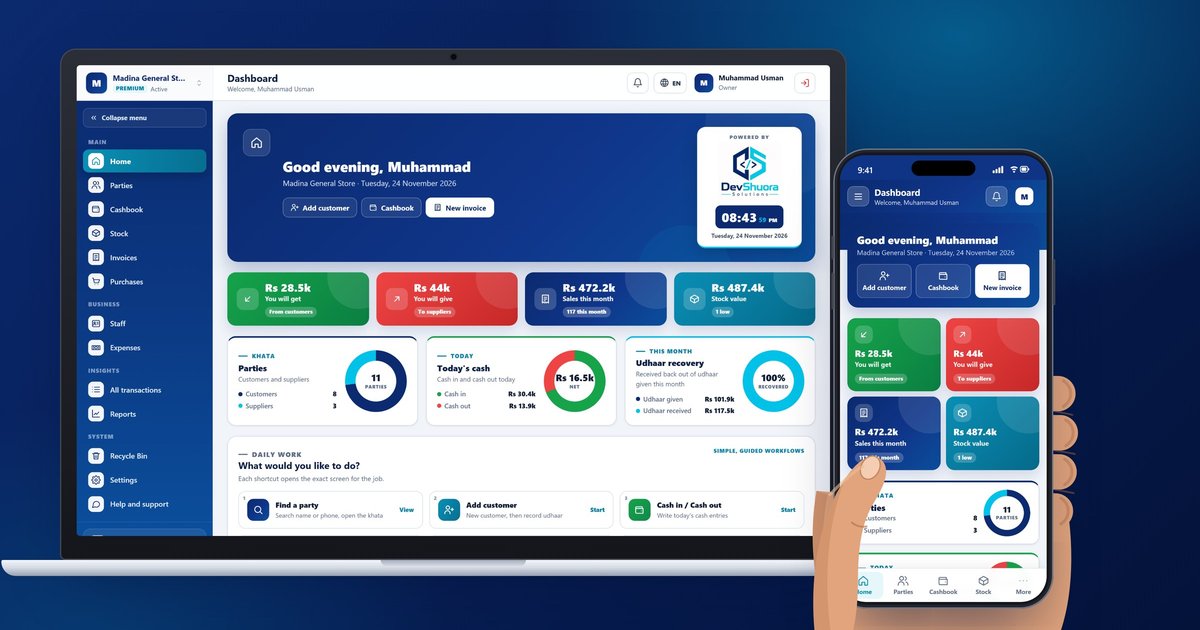 M
Madina General St...
PREMIUM Active
Dashboard
Welcome, Muhammad Usman
EN
M
Muhammad Usman
Owner
Collapse menu
MAIN
Home
Parties
Cashbook
Stock
Invoices
Purchases
BUSINESS
Staff
Expenses
INSIGHTS
All transactions
Reports
SYSTEM
Recycle Bin
Settings
Help and support
Good evening, Muhammad
Madina General Store · Tuesday, 24 November 2026
Add customer
Cashbook
New invoice
POWERED BY
DevShuora
Solutions
08:43 59 PM
Tuesday, 24 November 2026
Rs 28.5k
You will get
From customers
Rs 44k
You will give
To suppliers
Rs 472.2k
Sales this month
117 this month
Rs 487.4k
Stock value
1 low
KHATA
Parties
Customers and suppliers
Customers 8
Suppliers 3
11
PARTIES
TODAY
Today's cash
Cash in and cash out today
Cash in Rs 30.4k
Cash out Rs 13.9k
Rs 16.5k
NET
THIS MONTH
Udhaar recovery
Received back out of udhaar
given this month
Udhaar given Rs 101.9k
Udhaar received Rs 117.5k
100%
RECOVERED
DAILY WORK
What would you like to do?
Each shortcut opens the exact screen for the job.
SIMPLE, GUIDED WORKFLOWS
1
Find a party
Search name or phone, open the khata
View
2
Add customer
New customer, then record udhaar
Start
3
Cash in / Cash out
Write today's cash entries
Start
9:41
Dashboard
Welcome, Muhammad Usman
M
Good evening, Muhammad
Madina General Store · Tuesday, 24 November 2026
Add customer
Cashbook
New invoice
Rs 28.5k
You will get
From customers
Rs 44k
You will give
To suppliers
Rs 472.2k
Sales this month
month
Rs 487.4k
Stock value
1 low
HATA
ties
ustomers 8
uppliers 3
11
PARTIES
TODAY
ome
Parties
Cashbook
Stock
More